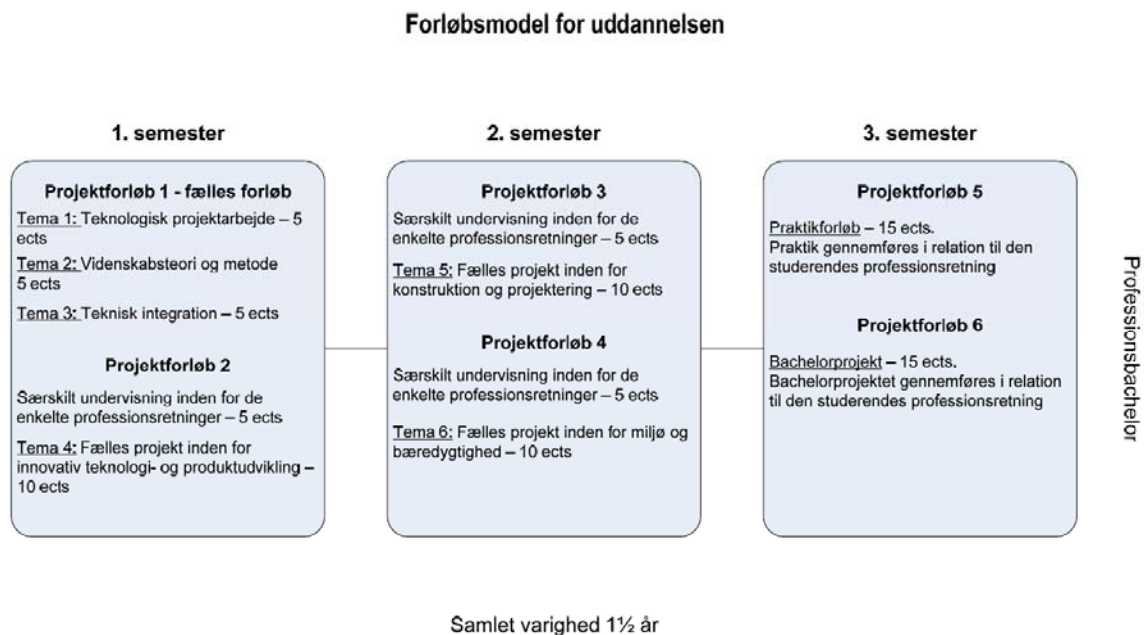 Forløbsmodel for uddannelsen
1. semester
Projektforløb 1 - fælles forløb
Tema 1: Teknologisk projektarbejde – 5
ects
Tema 2: Videnskabsteori og metode
5 ects
Tema 3: Teknisk integration – 5 ects
Projektforløb 2
Særskilt undervisning inden for de
enkelte professionsretninger – 5 ects
Tema 4: Fælles projekt inden for
innovativ teknologi- og produktudvikling –
10 ects
2. semester
Projektforløb 3
Særskilt undervisning inden for de
enkelte professionsretninger – 5 ects
Tema 5: Fælles projekt inden for
konstruktion og projektering – 10 ects
Projektforløb 4
Særskilt undervisning inden for de
enkelte professionsretninger – 5 ects
Tema 6: Fælles projekt inden for miljø og
bæredygtighed – 10 ects
3. semester
Projektforløb 5
Praktikforløb – 15 ects.
Praktik gennemføres i relation til den
studerendes professionsretning
Projektforløb 6
Bachelorprojekt – 15 ects.
Bachelorprojektet gennemføres i relation
til den studerendes professionsretning
Professionsbachelor
Samlet varighed 1½ år